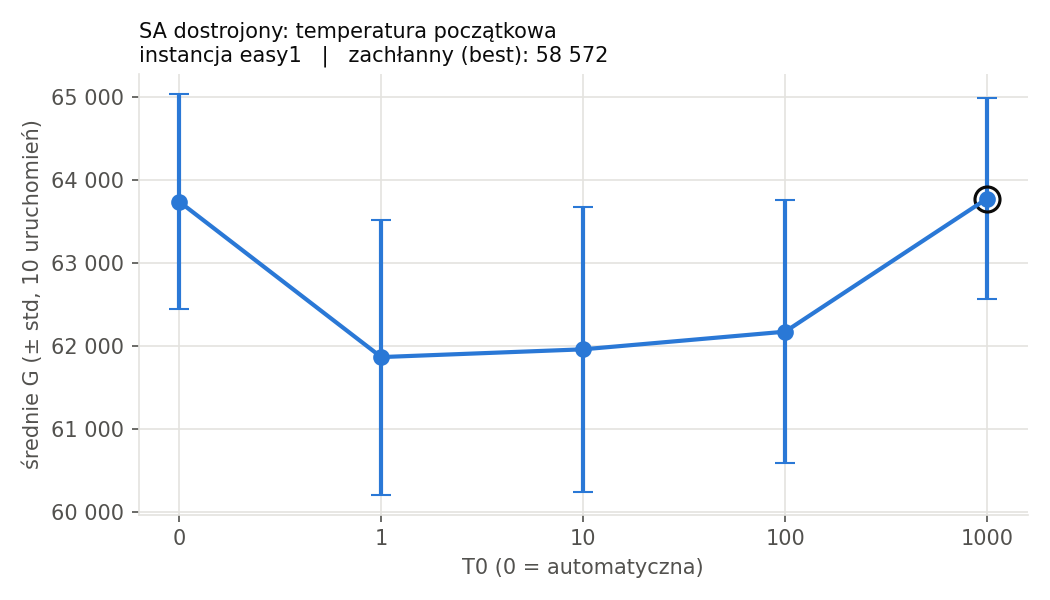 SA dostrojony: temperatura początkowa
instancja easy1 | zachłanny (best): 58 572
średnie G (± std, 10 uruchomień)
65 000
64 000
63 000
62 000
61 000
60 000
0 1 10 100 1000
T0 (0 = automatyczna)